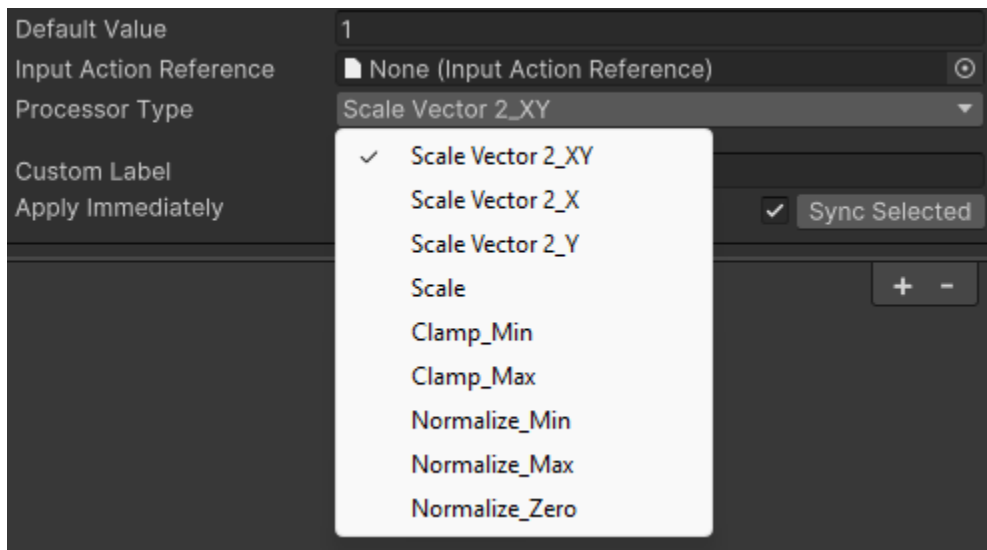 Default Value 1
Input Action Reference None (Input Action Reference)
Processor Type Scale Vector 2_XY
✓ Scale Vector 2_XY
Custom Label
Scale Vector 2_X
Apply Immediately ✓ Sync Selected
Scale Vector 2_Y
Scale
+ -
Clamp_Min
Clamp_Max
Normalize_Min
Normalize_Max
Normalize_Zero